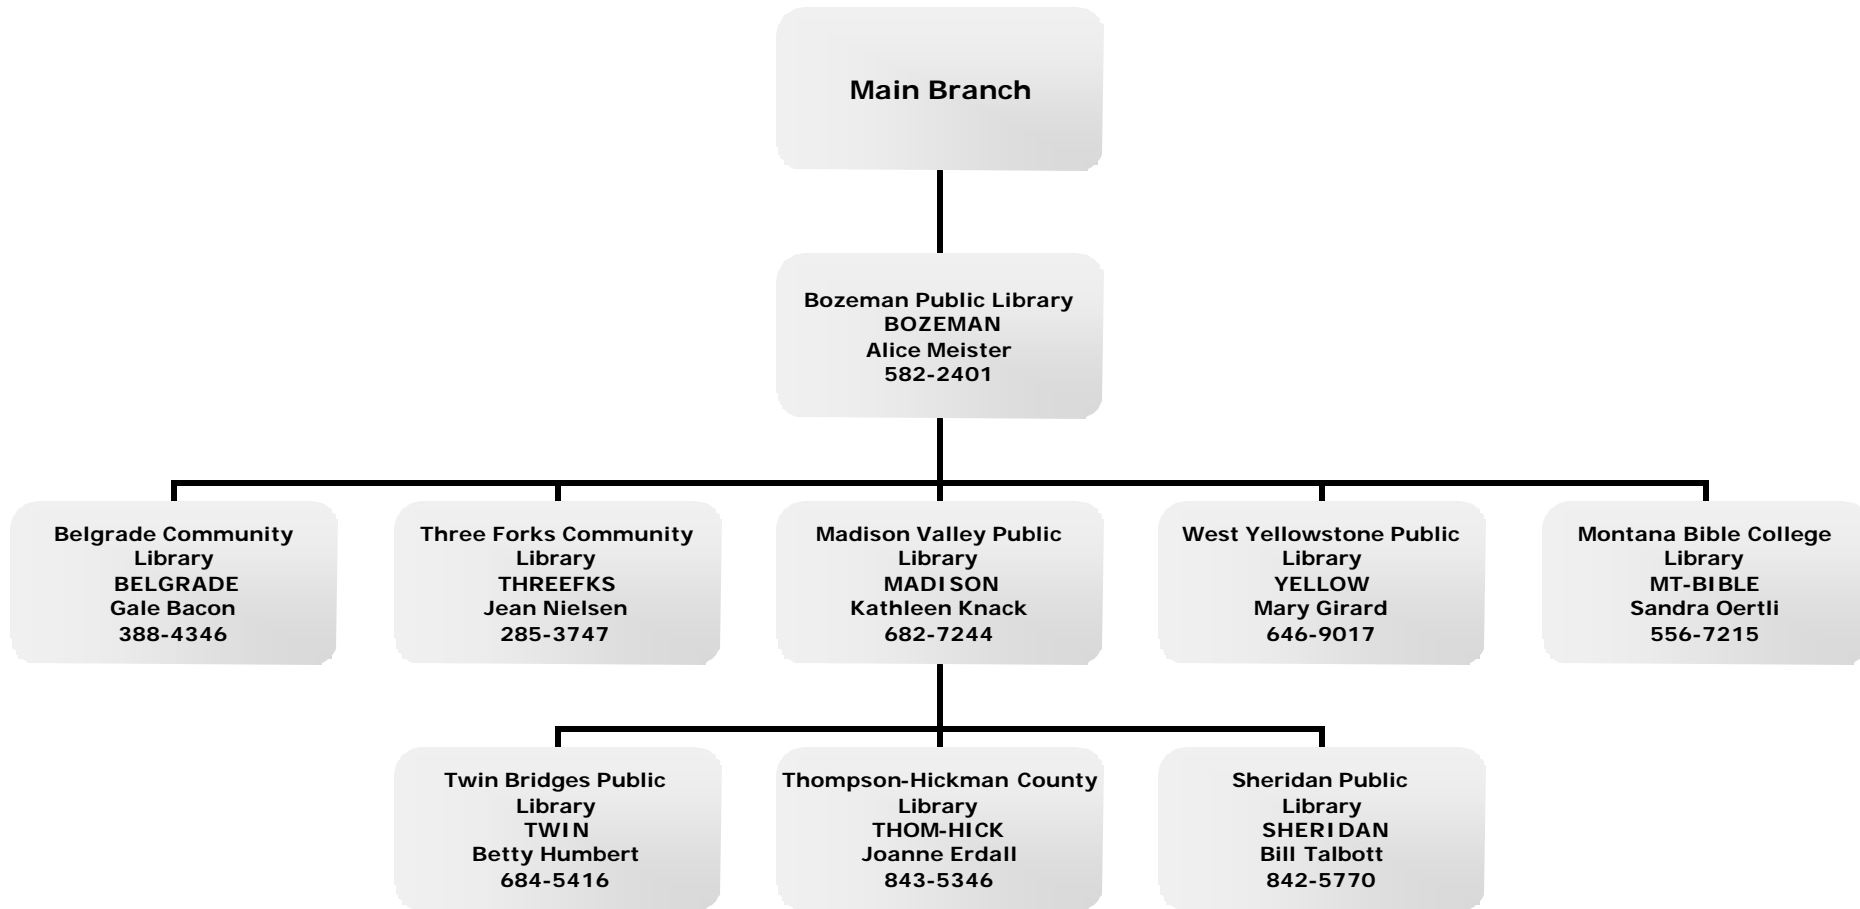 Main Branch
Bozeman Public Library
BOZEMAN
Alice Meister
582-2401
Belgrade Community
Library
BELGRADE
Gale Bacon
388-4346
Three Forks Community
Library
THREEFKS
Jean Nielsen
285-3747
Madison Valley Public
Library
MADISON
Kathleen Knack
682-7244
West Yellowstone Public
Library
YELLOW
Mary Girard
646-9017
Montana Bible College
Library
MT-BIBLE
Sandra Oertli
556-7215
Twin Bridges Public
Library
TWIN
Betty Humbert
684-5416
Thompson-Hickman County
Library
THOM-HICK
Joanne Erdall
843-5346
Sheridan Public
Library
SHERIDAN
Bill Talbott
842-5770